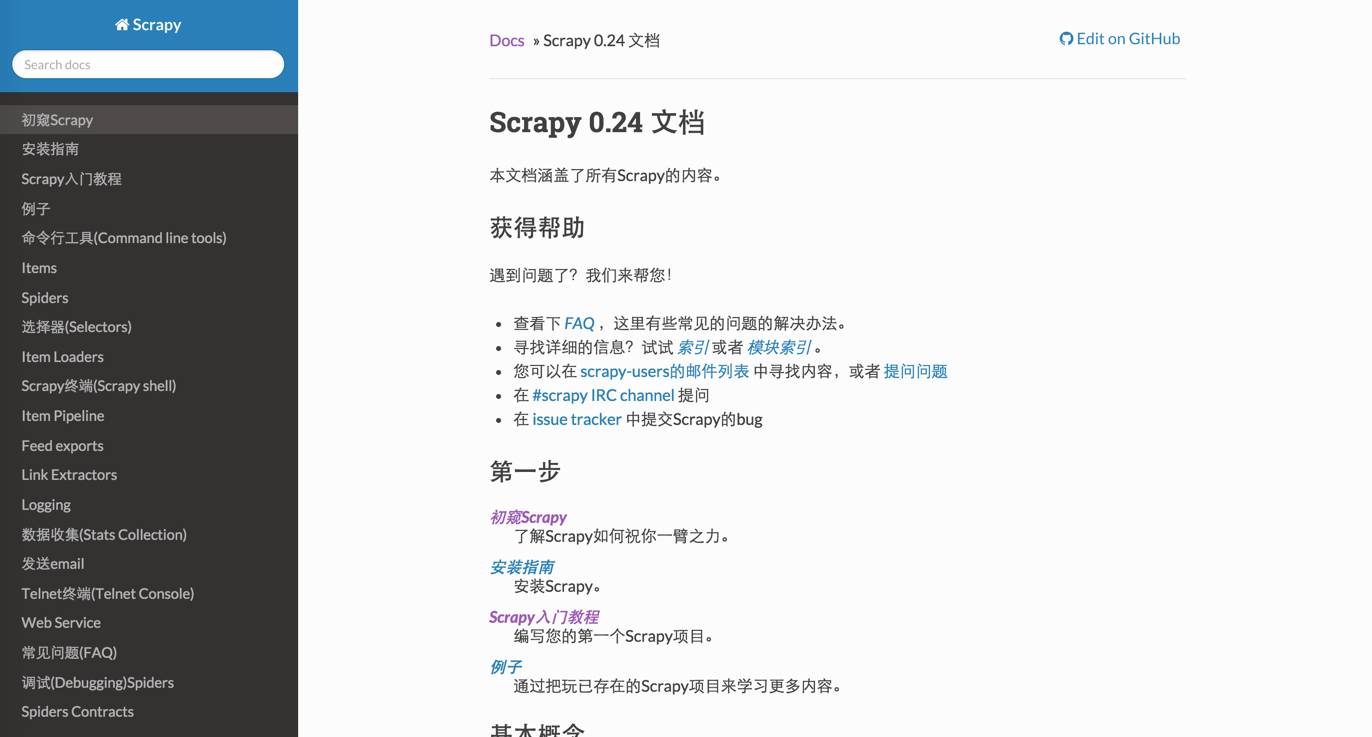 Scrapy
Search docs
初窥Scrapy
安装指南
Scrapy入门教程
例子
命令行工具(Command line tools)
Items
Spiders
选择器(Selectors)
Item Loaders
Scrapy终端(Scrapy shell)
Item Pipeline
Feed exports
Link Extractors
Logging
数据收集(Stats Collection)
发送email
Telnet终端(Telnet Console)
Web Service
常见问题(FAQ)
调试(Debugging)Spiders
Spiders Contracts
Docs » Scrapy 0.24 文档
Edit on GitHub
Scrapy 0.24 文档
本文档涵盖了所有Scrapy的内容。
获得帮助
遇到问题了？我们来帮您！
查看下 FAQ ，这里有些常见的问题的解决办法。
寻找详细的信息？试试 索引 或者 模块索引 。
您可以在 scrapy-users的邮件列表 中寻找内容，或者 提问问题
在 #scrapy IRC channel 提问
在 issue tracker 中提交Scrapy的bug
第一步
初窥Scrapy
了解Scrapy如何祝你一臂之力。
安装指南
安装Scrapy。
Scrapy入门教程
编写您的第一个Scrapy项目。
例子
通过把玩已存在的Scrapy项目来学习更多内容。
基本概念